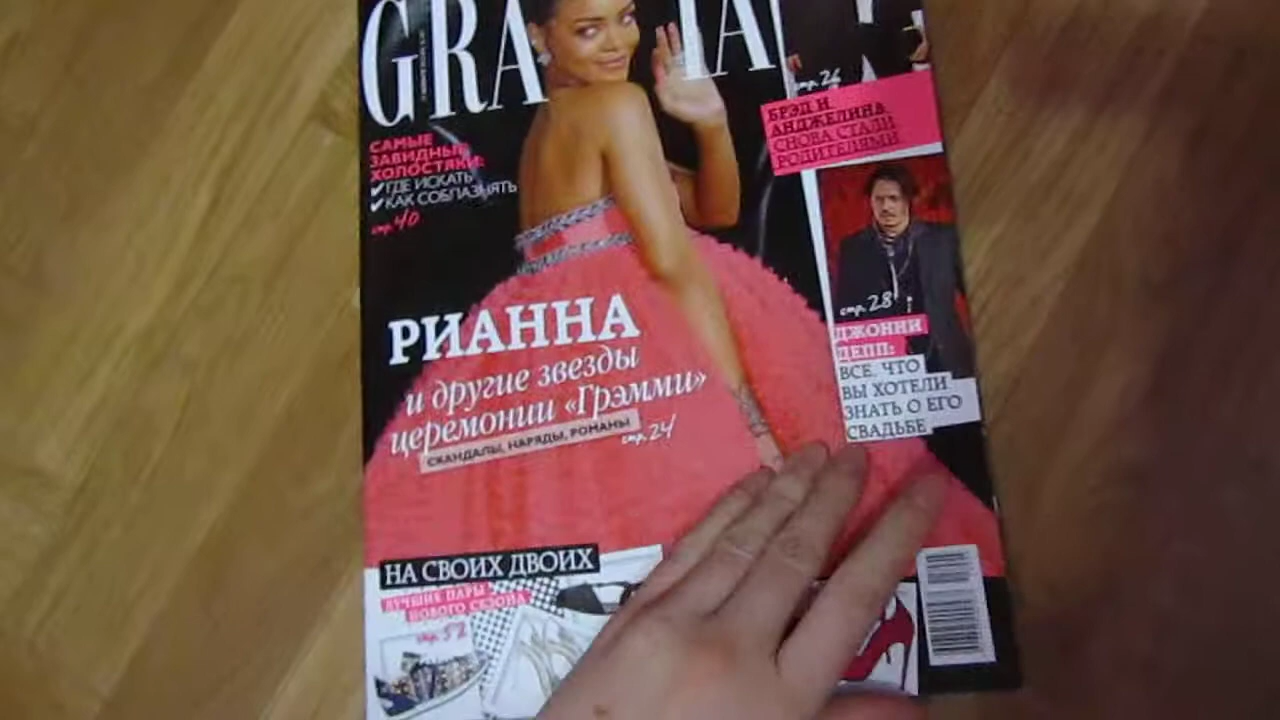 GRA IA
стр. 26
БРЭД И
АНДЖЕЛИНА
СНОВА СТАЛИ
РОДИТЕЛЯМИ
САМЫЕ
ЗАВИДНЫЕ
ХОЛОСТЯКИ:
✓ ГДЕ ИСКАТЬ
✓ КАК СОБЛАЗНЯТЬ
стр. 40
РИАННА
и другие звезды
церемонии «Грэмми»
СКАНДАЛЫ, НАРЯДЫ, РОМАНЫ
стр. 24
стр. 28
ДЖОННИ
ДЕПП:
ВСЕ, ЧТО
ВЫ ХОТЕЛИ
ЗНАТЬ О ЕГО
СВАДЬБЕ
НА СВОИХ ДВОИХ
ЛУЧШИЕ ПАРЫ
НОВОГО СЕЗОНА
стр. 52